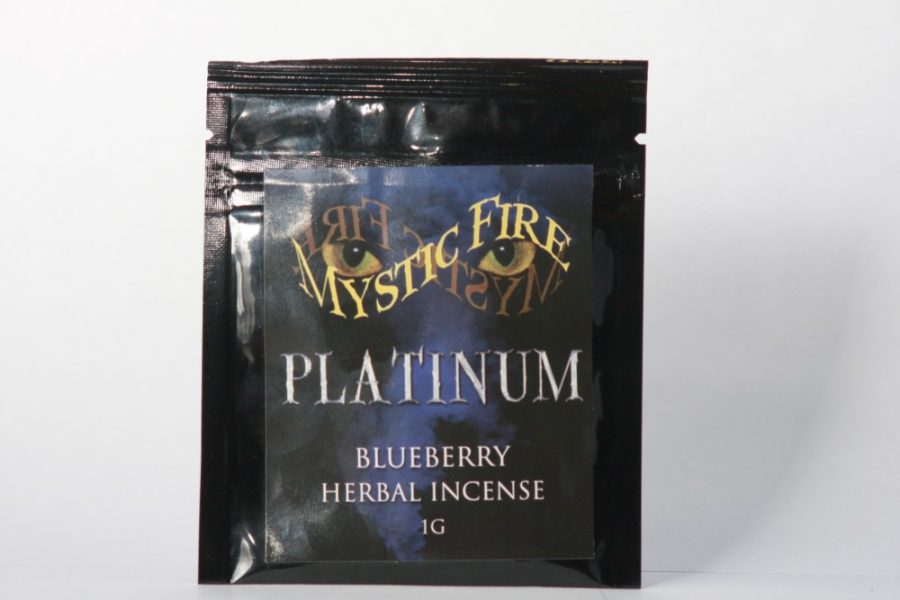 MYSTIC FIRE
PLATINUM
BLUEBERRY
HERBAL INCENSE
1G